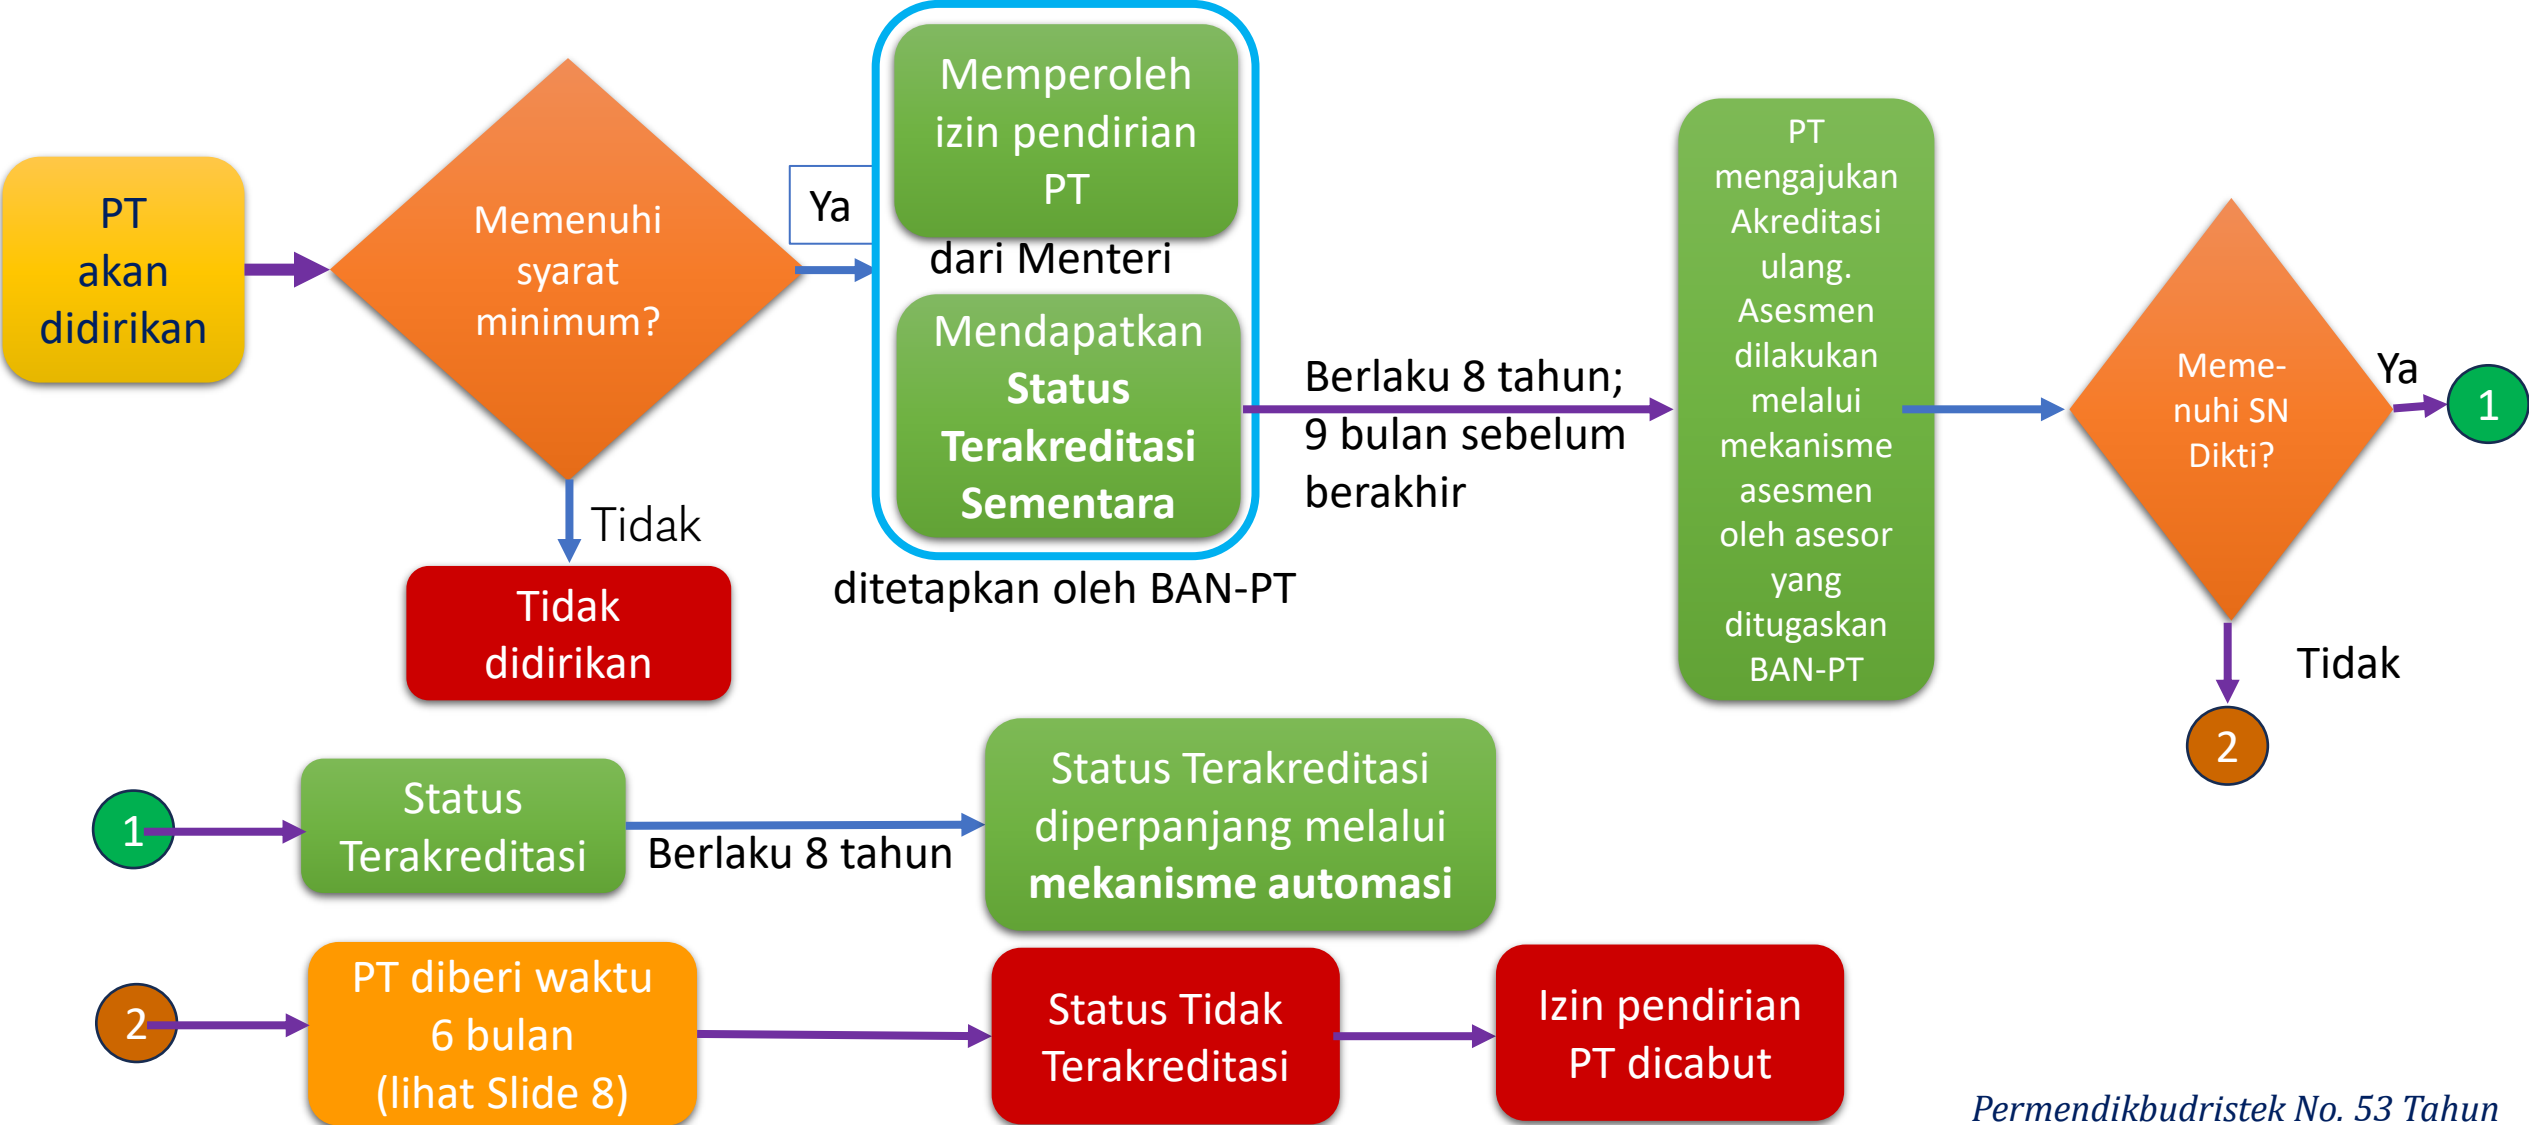 PT
akan
didirikan
Memenuhi
syarat
minimum?
Ya
Tidak
Tidak
didirikan
Memperoleh
izin pendirian
PT
dari Menteri
Mendapatkan
Status
Terakreditasi
Sementara
ditetapkan oleh BAN-PT
Berlaku 8 tahun;
9 bulan sebelum
berakhir
PT
mengajukan
Akreditasi
ulang.
Asesmen
dilakukan
melalui
mekanisme
asesmen
oleh asesor
yang
ditugaskan
BAN-PT
Meme-
nuhi SN
Dikti?
Ya
1
Tidak
2
1
Status
Terakreditasi
Berlaku 8 tahun
Status Terakreditasi
diperpanjang melalui
mekanisme automasi
2
PT diberi waktu
6 bulan
(lihat Slide 8)
Status Tidak
Terakreditasi
Izin pendirian
PT dicabut
Permendikbudristek No. 53 Tahun